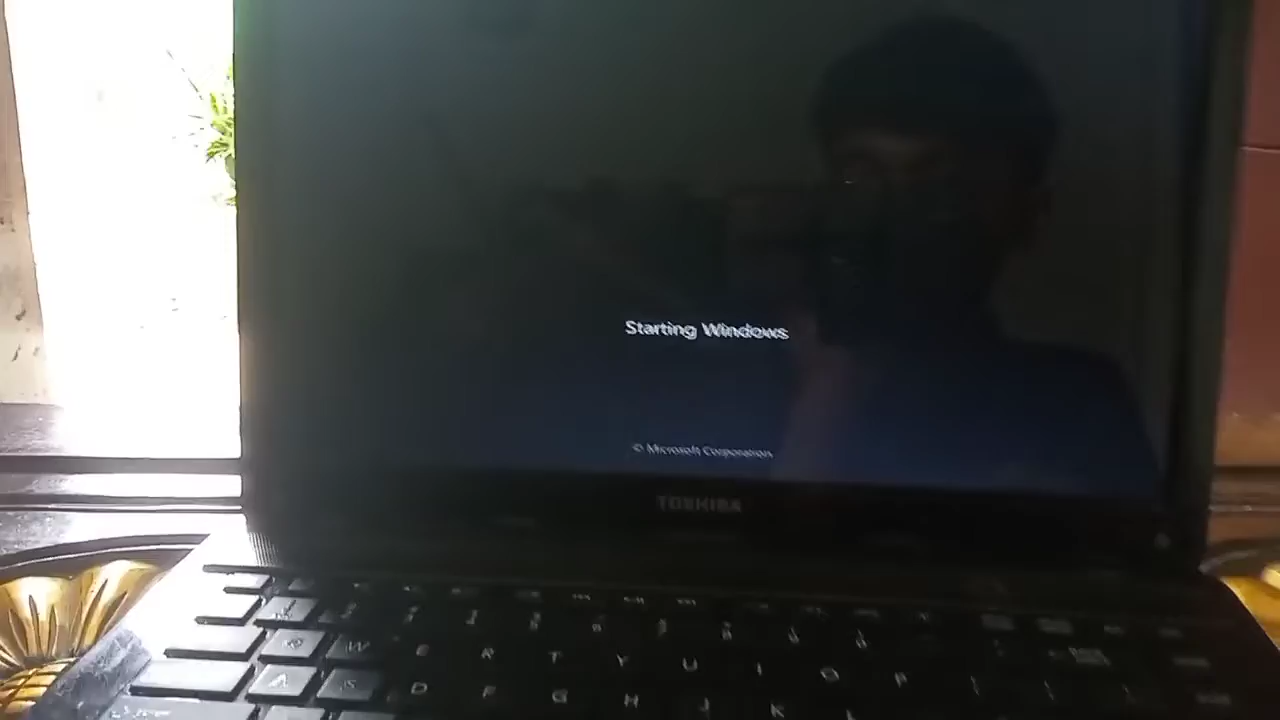 Starting Windows
© Microsoft Corporation
TOSHIBA
W E R T Y U I O P
A S D F G H J K L